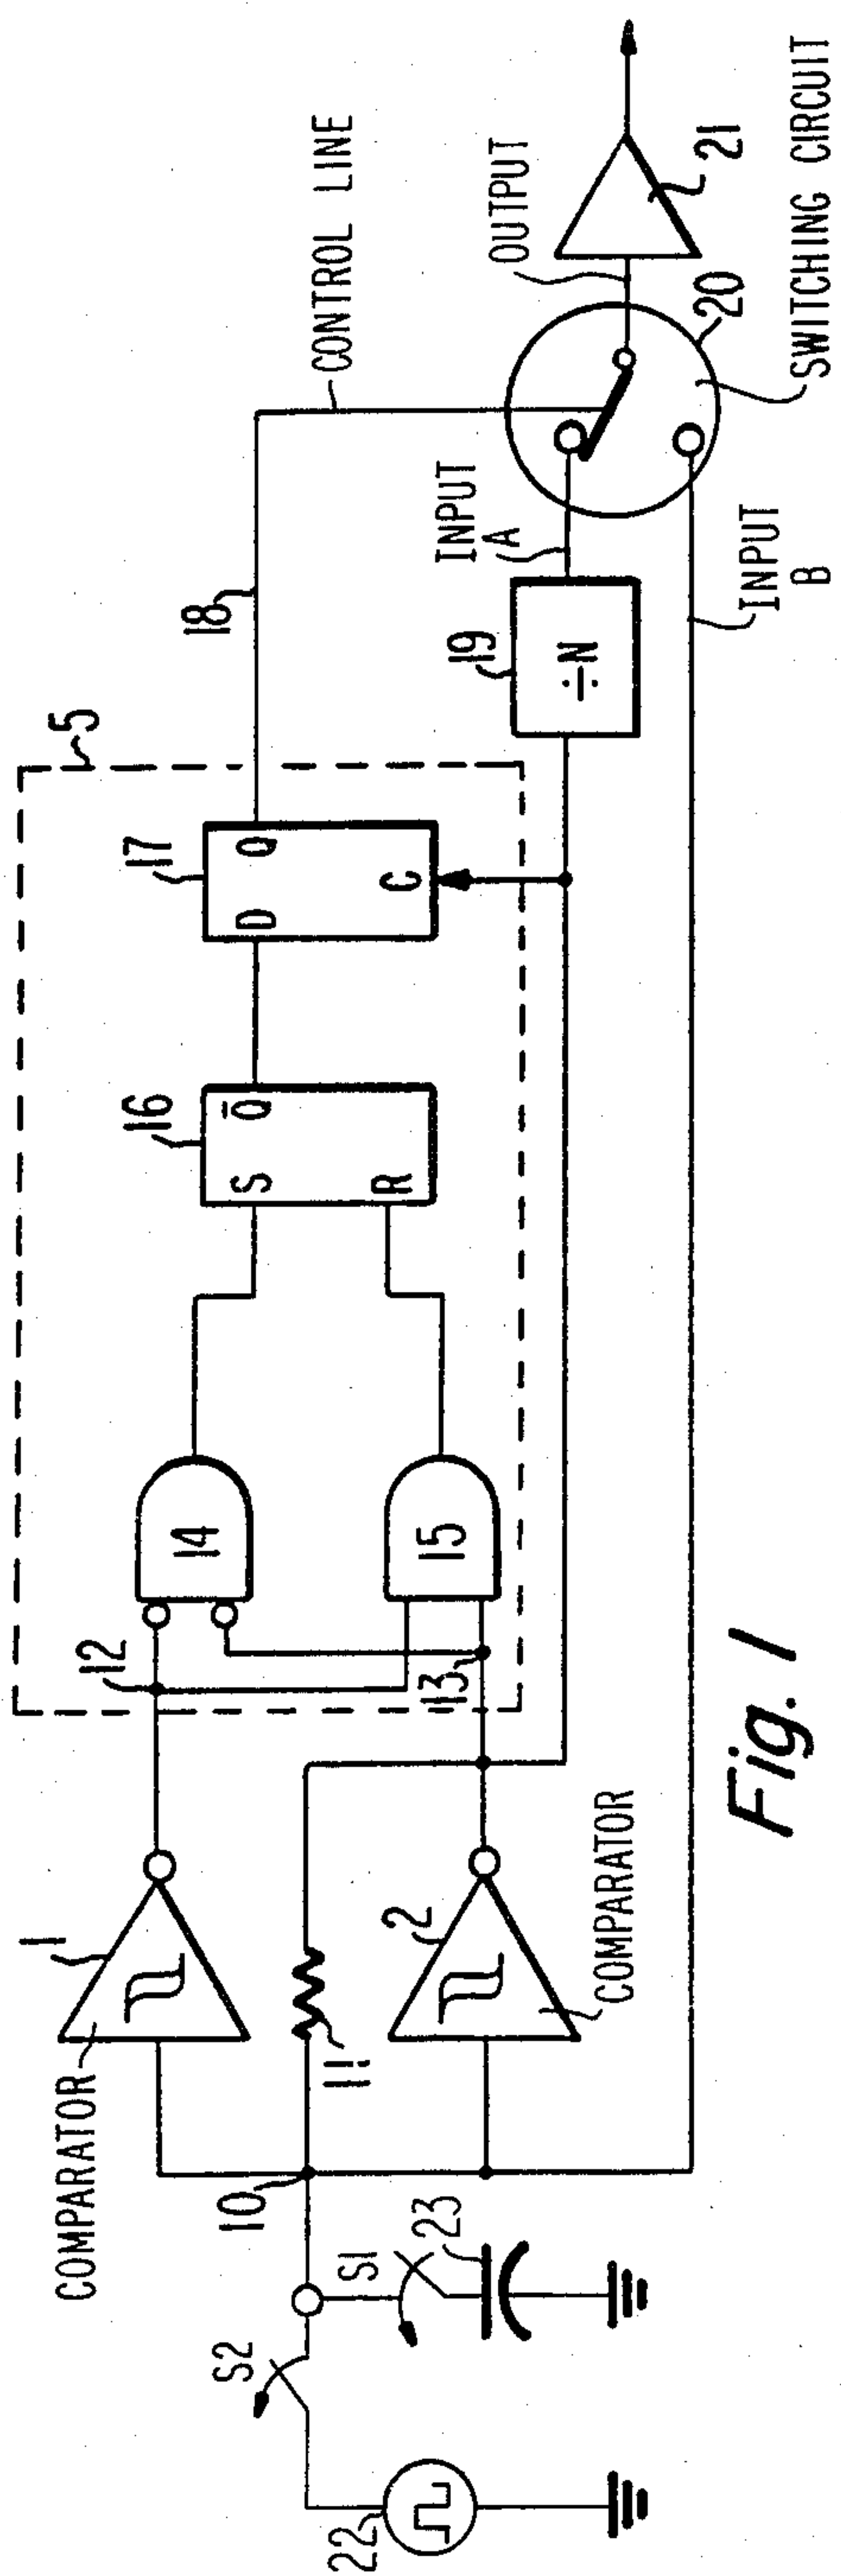 COMPARATOR
1
12
14
16
S
Q̄
R
17
D
Q
C
5
18
CONTROL LINE
S2
10
11
S1
23
22
2
COMPARATOR
13
15
19
÷N
INPUT
A
OUTPUT
21
20
SWITCHING CIRCUIT
INPUT
B
Fig. 1